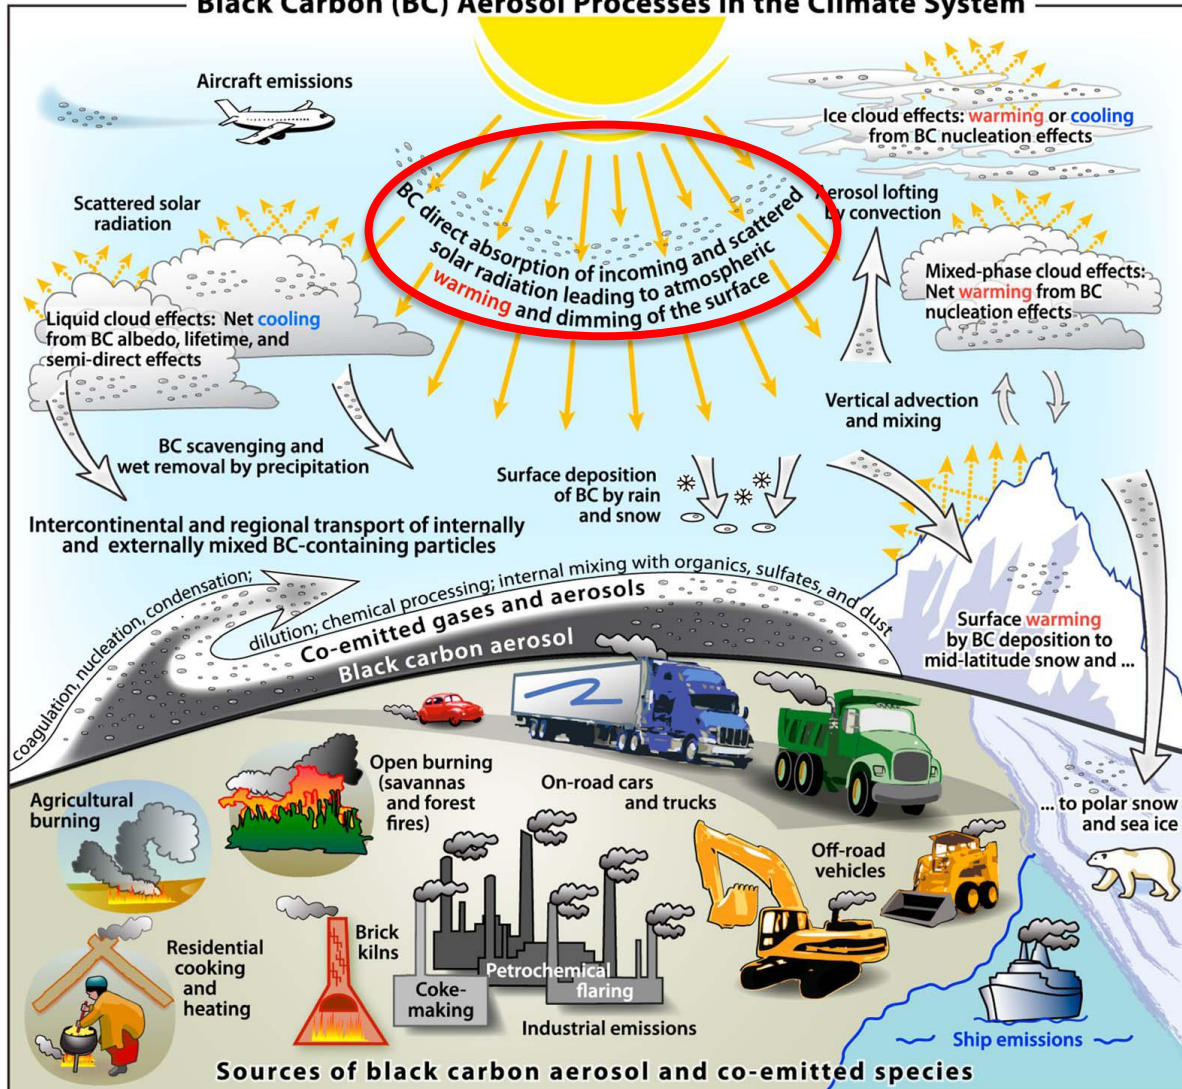 Black Carbon (BC) Aerosol Processes in the Climate System
Aircraft emissions
Ice cloud effects: warming or cooling
from BC nucleation effects
BC direct absorption of incoming and scattered
solar radiation leading to atmospheric
warming and dimming of the surface
Scattered solar
radiation
Aerosol lofting
by convection
Mixed-phase cloud effects:
Net warming from BC
nucleation effects
Liquid cloud effects: Net cooling
from BC albedo, lifetime, and
semi-direct effects
Vertical advection
and mixing
BC scavenging and
wet removal by precipitation
Surface deposition
of BC by rain
and snow
Intercontinental and regional transport of internally
and externally mixed BC-containing particles
coagulation, nucleation, condensation;
dilution; chemical processing; internal mixing with organics, sulfates, and dust
Co-emitted gases and aerosols
Black carbon aerosol
Surface warming
by BC deposition to
mid-latitude snow and ...
... to polar snow
and sea ice
Agricultural
burning
Open burning
(savannas
and forest
fires)
On-road cars
and trucks
Off-road
vehicles
Residential
cooking
and
heating
Brick
kilns
Coke-
making
Petrochemical
flaring
Industrial emissions
Ship emissions
Sources of black carbon aerosol and co-emitted species